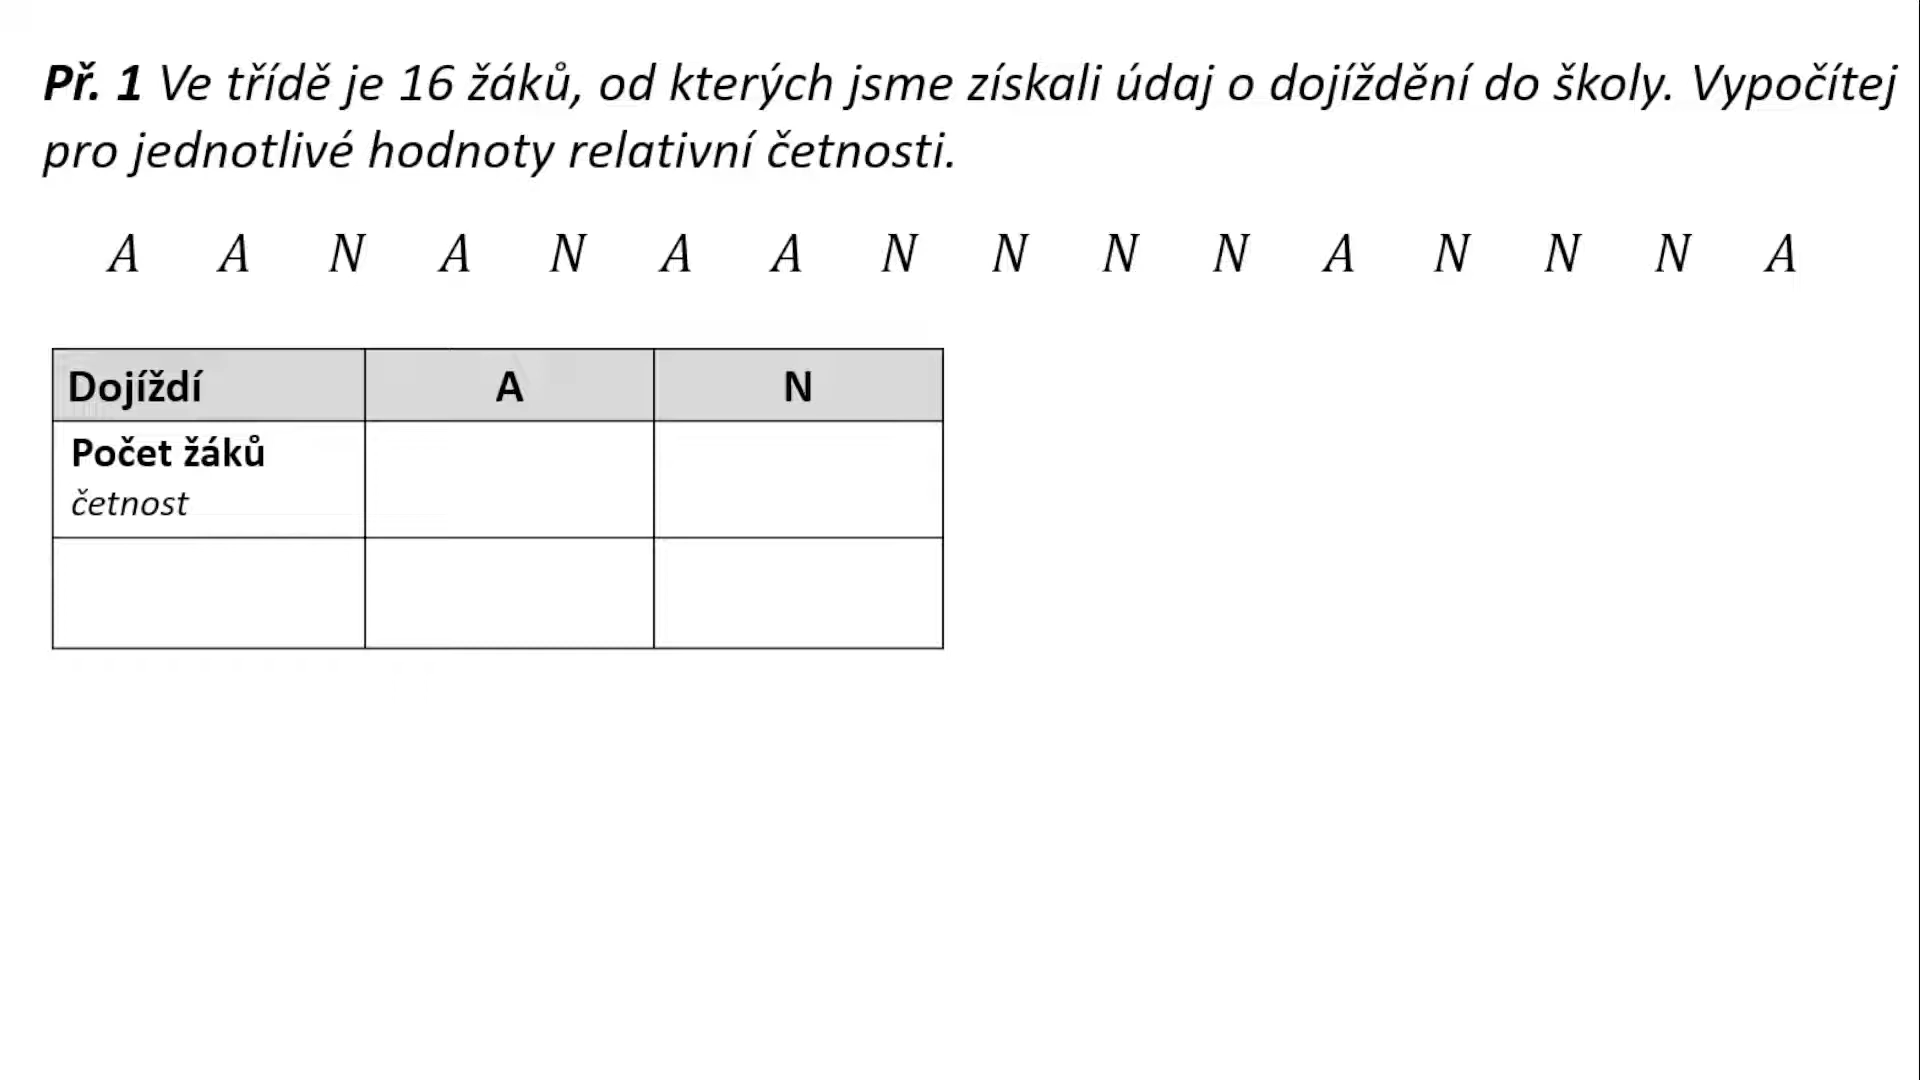 Př. 1 Ve třídě je 16 žáků, od kterých jsme získali údaj o dojíždění do školy. Vypočítej
pro jednotlivé hodnoty relativní četnosti.
A A N A N A A N N N N A N N N A
Dojíždí A N
Počet žáků
četnost